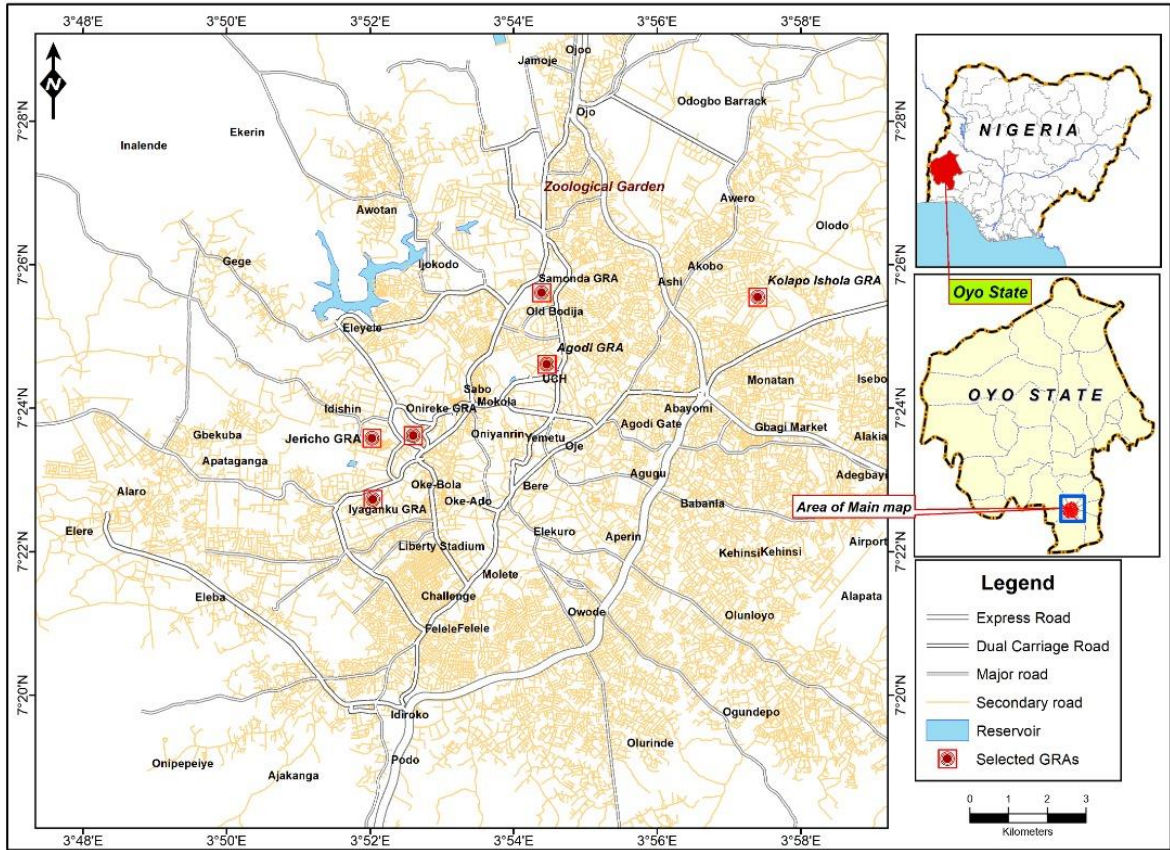 3°48'E 3°50'E 3°52'E 3°54'E 3°56'E 3°58'E
N
Ojoo
Jamoje
Odogbo Barrack
Ojo
7°28'N 7°28'N
Ekerin
Inalende
Zoological Garden
Awero
Awotan
Olodo
Gege
Ijokodo
Akobo
7°26'N 7°26'N
Samonda GRA
Ashi
Kolapo Ishola GRA
Old Bodija
Eleyele
Agodi GRA
UCH
Monatan
Isebo
Sabo
Mokola
7°24'N 7°24'N
Idishin
Onireke GRA
Abayomi
Agodi Gate
Gbagi Market
Gbekuba
Jericho GRA
Oniyanrin
Yemetu
Oje
Alakia
Apataganga
Agugu
Adegbayi
Alaro
Oke-Bola
Bere
Oke-Ado
Babanla
Iyaganku GRA
Elere
Elekuro
Aperin
Airport
7°22'N 7°22'N
Liberty Stadium
Kehinsi
Kehinsi
Molete
Eleba
Challenge
Alapata
Owode
Olunloyo
Felele
Felele
7°20'N 7°20'N
Idiroko
Ogundepo
Olurinde
Onipepeiye
Podo
Ajakanga
3°48'E 3°50'E 3°52'E 3°54'E 3°56'E 3°58'E
NIGERIA
Oyo State
OYO STATE
Area of Main map
Legend
Express Road
Dual Carriage Road
Major road
Secondary road
Reservoir
Selected GRAs
0 1 2 3
Kilometers